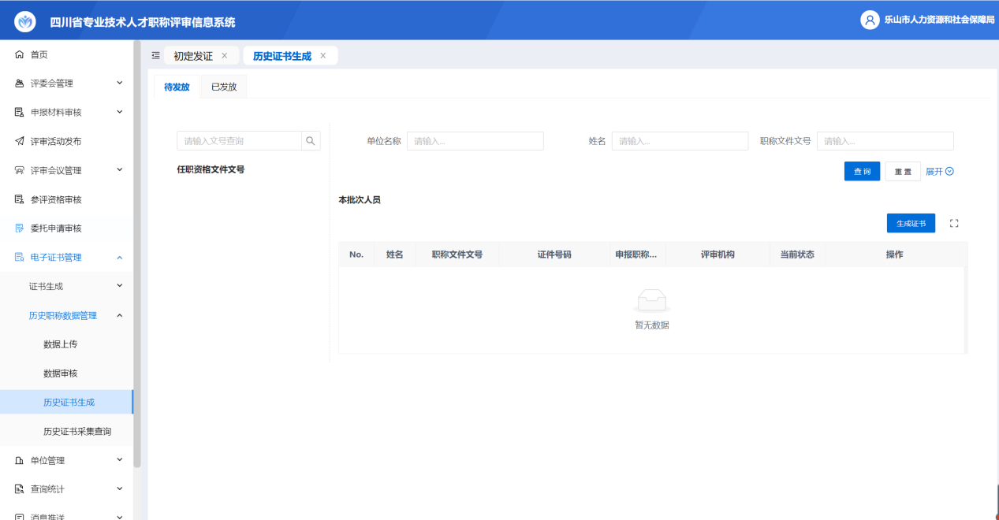 四川省专业技术人才职称评审信息系统
乐山市人力资源和社会保障局
首页
评委会管理
申报材料审核
评审活动发布
评审会议管理
参评资格审核
委托申请审核
电子证书管理
证书生成
历史职称数据管理
数据上传
数据审核
历史证书生成
历史证书采集查询
单位管理
查询统计
消息推送
初定发证
历史证书生成
待发放
已发放
请输入文号查询
任职资格文件文号
单位名称
请输入...
姓名
请输入...
职称文件文号
请输入...
查 询
重 置
展开
本批次人员
生成证书
No. 姓名 职称文件文号 证件号码 申报职称... 评审机构 当前状态 操作
暂无数据